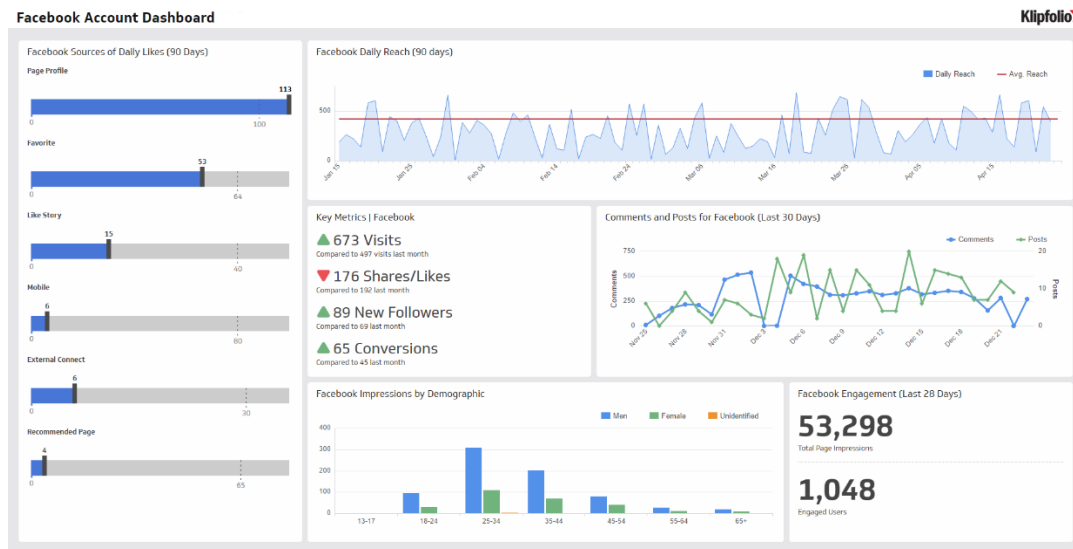 Facebook Account Dashboard
Klipfolio
Facebook Sources of Daily Likes (90 Days)
Page Profile
113
0 100
Favorite
53
0 64
Like Story
15
0 40
Mobile
6
0 80
External Connect
6
0 30
Recommended Page
4
0 65
Facebook Daily Reach (90 days)
Daily Reach Avg. Reach
500
0
Jan 15 Jan 25 Feb 04 Feb 14 Feb 24 Mar 06 Mar 16 Mar 26 Apr 05 Apr 15
Key Metrics | Facebook
673 Visits
Compared to 497 visits last month
176 Shares/Likes
Compared to 192 last month
89 New Followers
Compared to 69 last month
65 Conversions
Compared to 45 last month
Comments and Posts for Facebook (Last 30 Days)
Comments Posts
750 20
500
250 10
0 0
Comments
Posts
Nov 25 Nov 28 Nov 31 Dec 3 Dec 6 Dec 9 Dec 12 Dec 15 Dec 18 Dec 21
Facebook Impressions by Demographic
Men Female Unidentified
400
300
200
100
0
13-17 18-24 25-34 35-44 45-54 55-64 65+
Facebook Engagement (Last 28 Days)
53,298
Total Page Impressions
1,048
Engaged Users